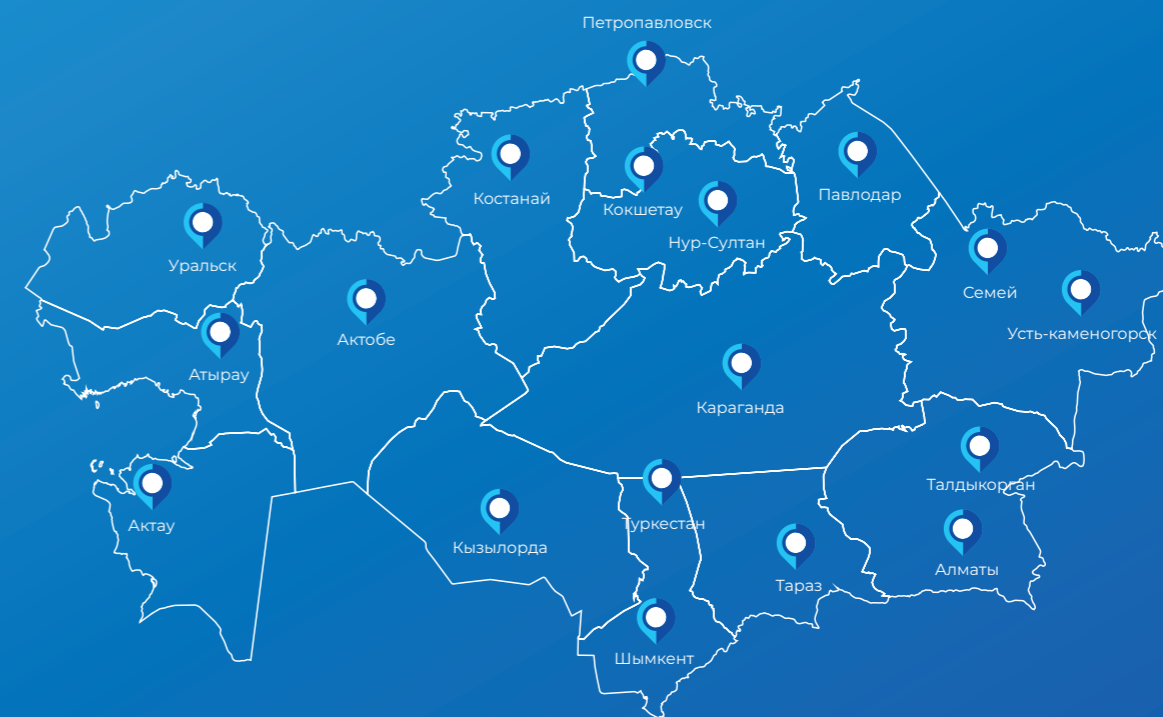 Петропавловск
Костанай
Кокшетау
Павлодар
Нур-Султан
Уральск
Семей
Усть-каменогорск
Актобе
Атырау
Караганда
Талдыкорган
Актау
Туркестан
Кызылорда
Алматы
Тараз
Шымкент